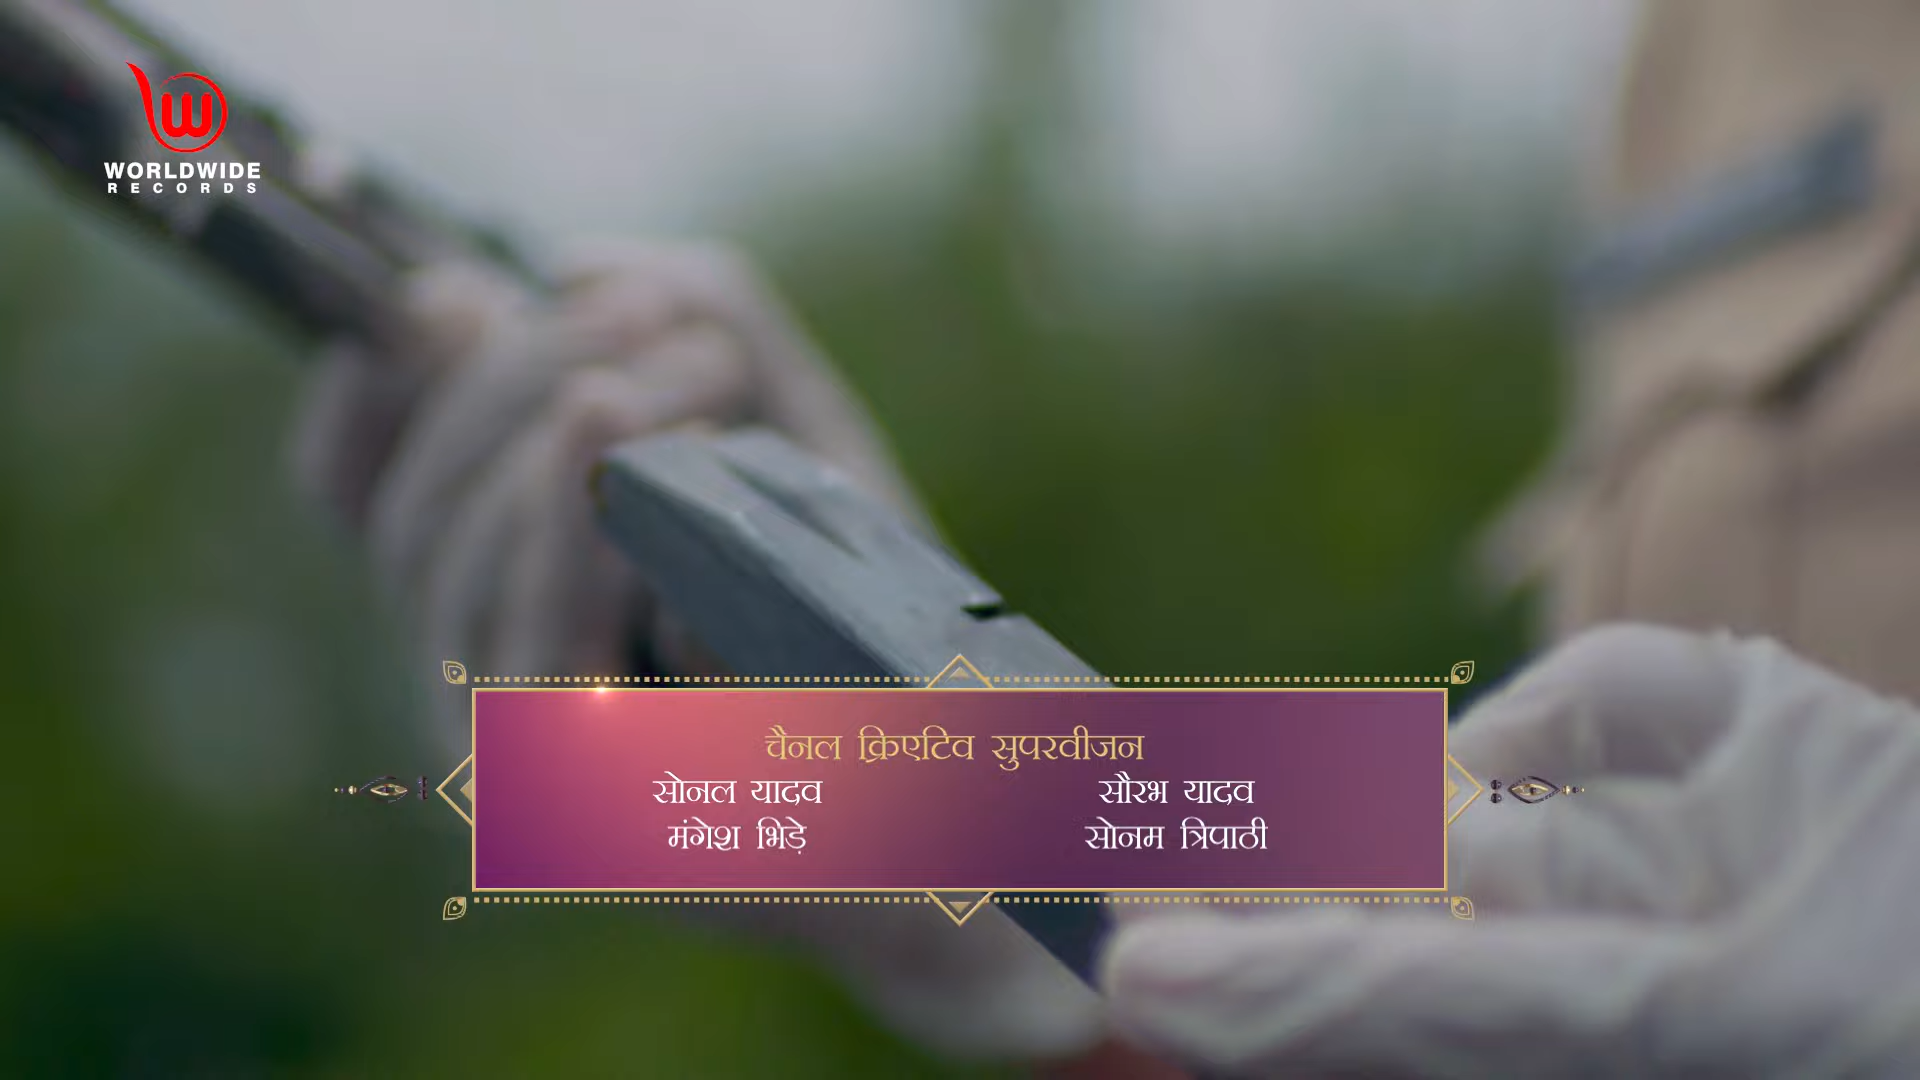 WORLDWIDE
RECORDS
चैनल क्रिएटिव सुपरवीजन
सोनल यादव सौरभ यादव
मंगेश भिड़े सोनम त्रिपाठी